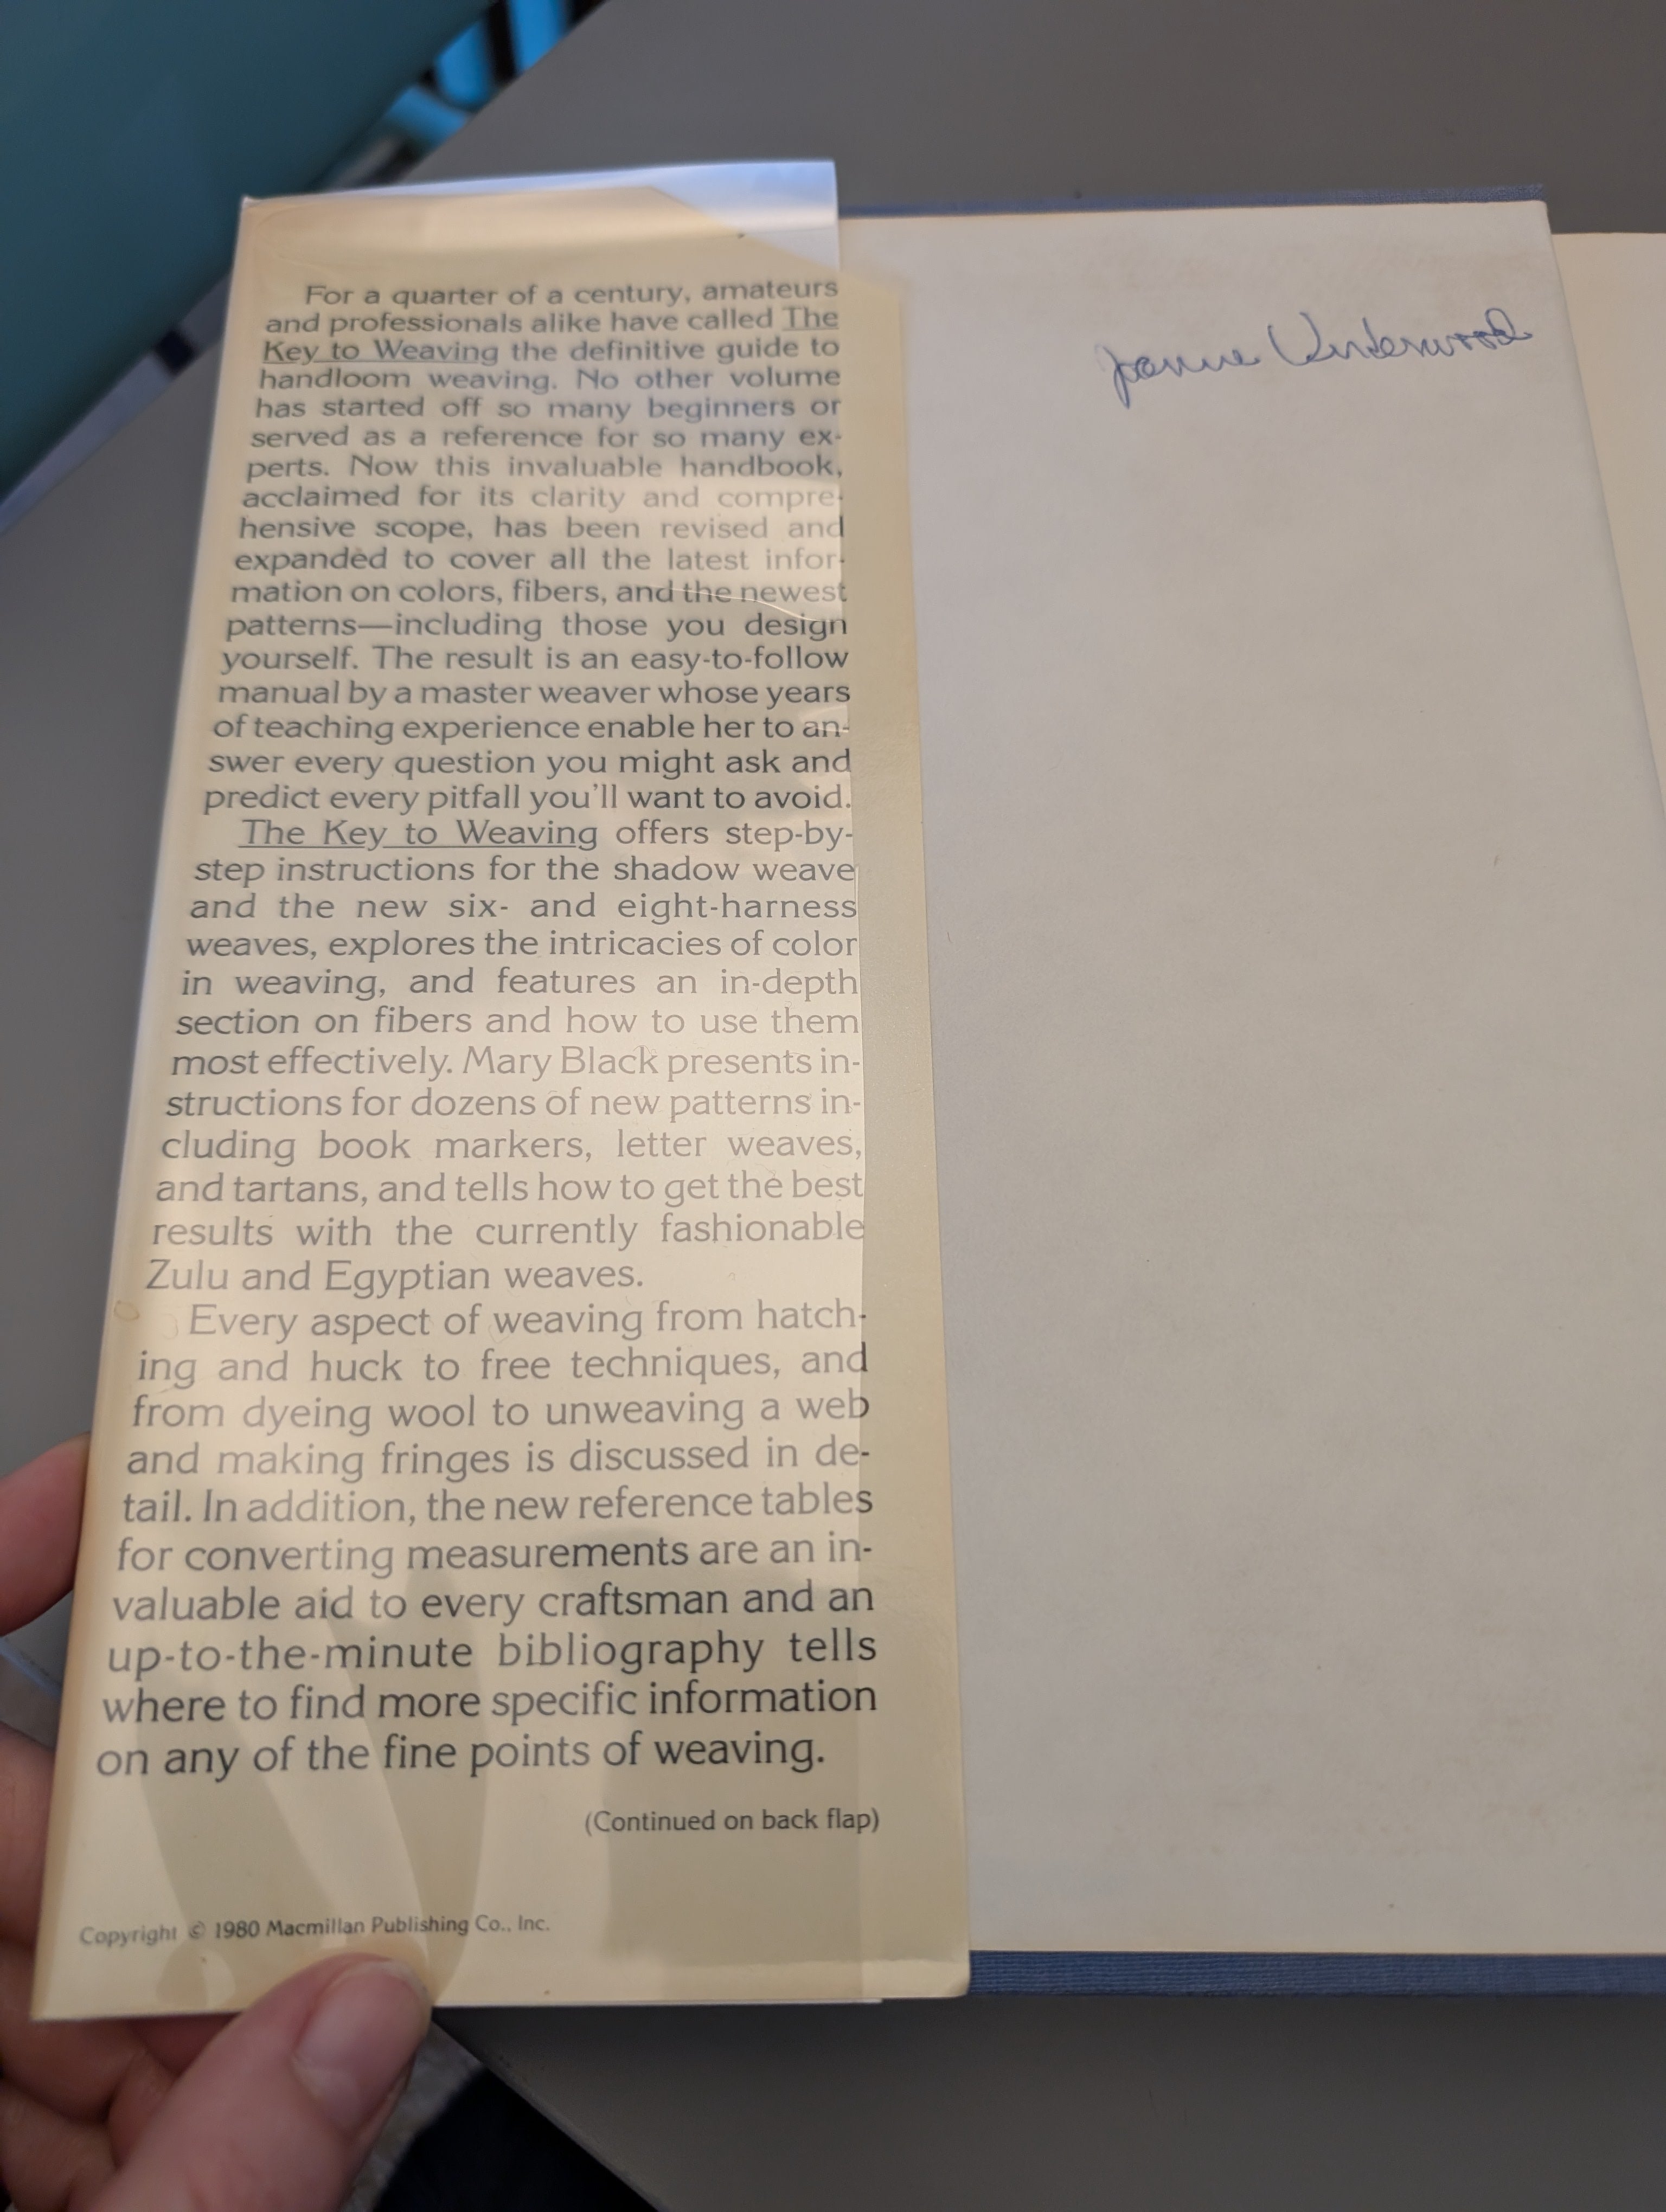 For a quarter of a century, amateurs
and professionals alike have called The
Key to Weaving the definitive guide to
handloom weaving. No other volume
has started off so many beginners or
served as a reference for so many ex-
perts. Now this invaluable handbook,
acclaimed for its clarity and compre-
hensive scope, has been revised and
expanded to cover all the latest infor-
mation on colors, fibers, and the newest
patterns—including those you design
yourself. The result is an easy-to-follow
manual by a master weaver whose years
of teaching experience enable her to an-
swer every question you might ask and
predict every pitfall you'll want to avoid.
The Key to Weaving offers step-by-
step instructions for the shadow weave
and the new six- and eight-harness
weaves, explores the intricacies of color
in weaving, and features an in-depth
section on fibers and how to use them
most effectively. Mary Black presents in-
structions for dozens of new patterns in-
cluding book markers, letter weaves,
and tartans, and tells how to get the best
results with the currently fashionable
Zulu and Egyptian weaves.
Every aspect of weaving from hatch-
ing and huck to free techniques, and
from dyeing wool to unweaving a web
and making fringes is discussed in de-
tail. In addition, the new reference tables
for converting measurements are an in-
valuable aid to every craftsman and an
up-to-the-minute bibliography tells
where to find more specific information
on any of the fine points of weaving.
(Continued on back flap)
Copyright © 1980 Macmillan Publishing Co., Inc.
Joanne Underwood